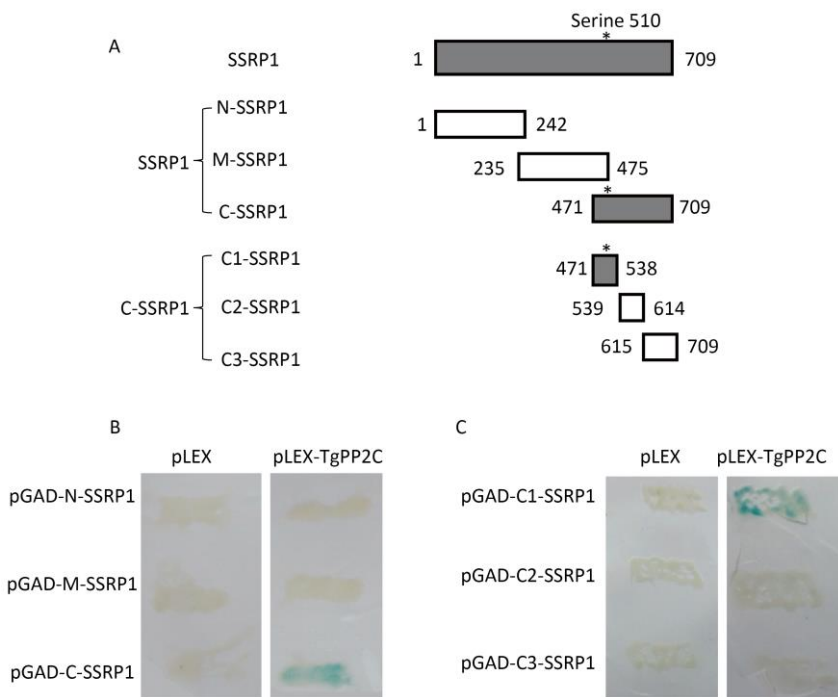 A
Serine 510
*
SSRP1
1
709
N-SSRP1
1
242
SSRP1
M-SSRP1
235
475
*
C-SSRP1
471
709
*
C1-SSRP1
471
538
C-SSRP1
C2-SSRP1
539
614
C3-SSRP1
615
709
B
pLEX
pLEX-TgPP2C
pGAD-N-SSRP1
pGAD-M-SSRP1
pGAD-C-SSRP1
C
pLEX
pLEX-TgPP2C
pGAD-C1-SSRP1
pGAD-C2-SSRP1
pGAD-C3-SSRP1